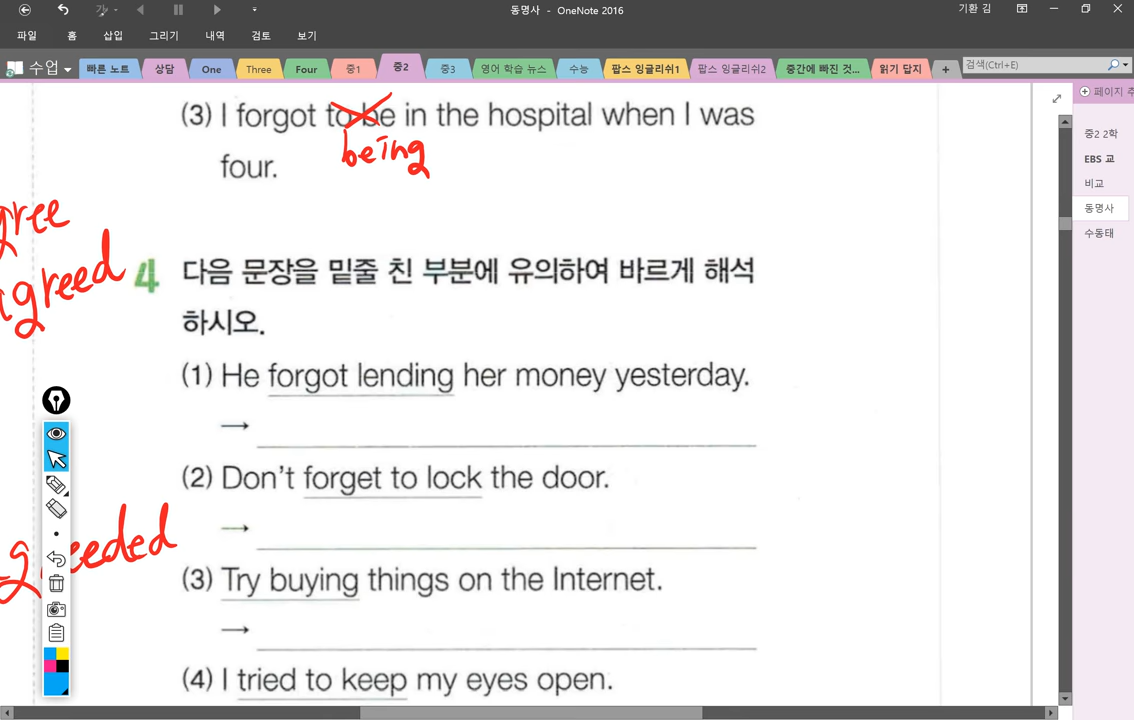 동명사 - OneNote 2016
기환 김
파일 홈 삽입 그리기 내역 검토 보기
수업 빠른 노트 상담 One Three Four 중1 중2 중3 영어 학습 뉴스 수능 팝스 잉글리쉬1 팝스 잉글리쉬2 중간에 빠진 것... 읽기 답지 + 검색(Ctrl+E)
페이지 추
중2 2학
EBS 교
비교
동명사
수동태
(3) I forgot to be in the hospital when I was
being
four.
gree
greed
4 다음 문장을 밑줄 친 부분에 유의하여 바르게 해석
하시오.
(1) He forgot lending her money yesterday.
→
(2) Don't forget to lock the door.
→
(3) Try buying things on the Internet.
→
(4) I tried to keep my eyes open.